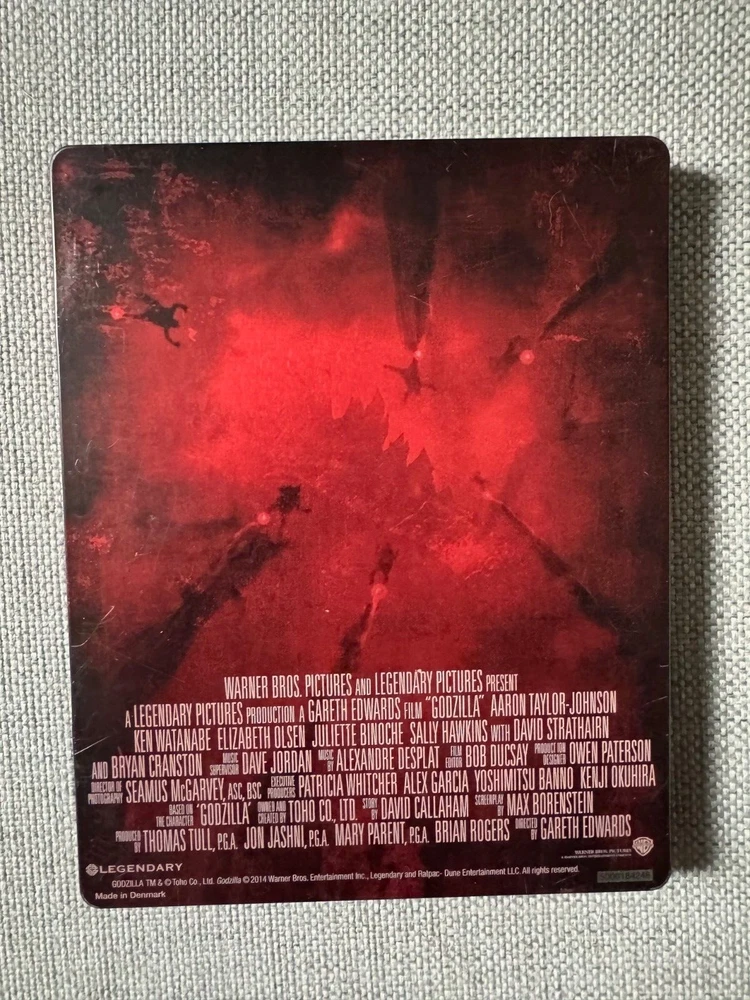 WARNER BROS. PICTURES AND LEGENDARY PICTURES PRESENT
A LEGENDARY PICTURES PRODUCTION A GARETH EDWARDS FILM "GODZILLA" AARON TAYLOR-JOHNSON
KEN WATANABE ELIZABETH OLSEN JULIETTE BINOCHE SALLY HAWKINS WITH DAVID STRATHAIRN
AND BRYAN CRANSTON MUSIC SUPERVISION DAVE JORDAN MUSIC BY ALEXANDRE DESPLAT FILM EDITOR BOB DUCSAY PRODUCTION DESIGNER OWEN PATERSON
DIRECTOR OF PHOTOGRAPHY SEAMUS McGARVEY, ASC, BSC EXECUTIVE PRODUCERS PATRICIA WHITCHER ALEX GARCIA YOSHIMITSU BANNO KENJI OKUHIRA
BASED ON THE CHARACTER "GODZILLA" OWNED AND CREATED BY TOHO CO., LTD. STORY BY DAVID CALLAHAM SCREENPLAY BY MAX BORENSTEIN
PRODUCED BY THOMAS TULL, P.G.A. JON JASHNI, P.G.A. MARY PARENT, P.G.A. BRIAN ROGERS DIRECTED BY GARETH EDWARDS
WARNER BROS. PICTURES
LEGENDARY
GODZILLA TM & © Toho Co., Ltd. Godzilla © 2014 Warner Bros. Entertainment Inc., Legendary and Ratpac- Dune Entertainment LLC. All rights reserved.
Made in Denmark